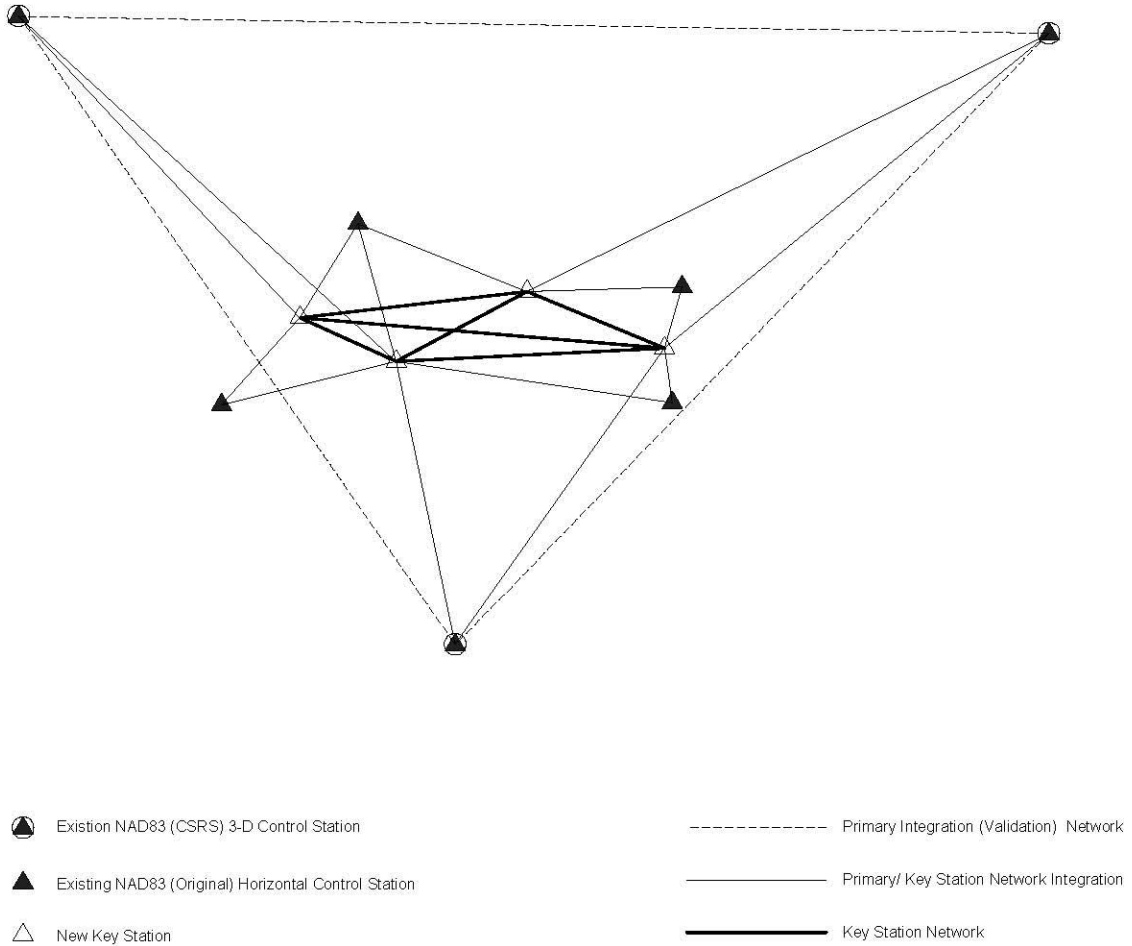 Existion NAD83 (CSRS) 3-D Control Station
Existing NAD83 (Original) Horizontal Control Station
New Key Station
Primary Integration (Validation) Network
Primary/ Key Station Network Integration
Key Station Network